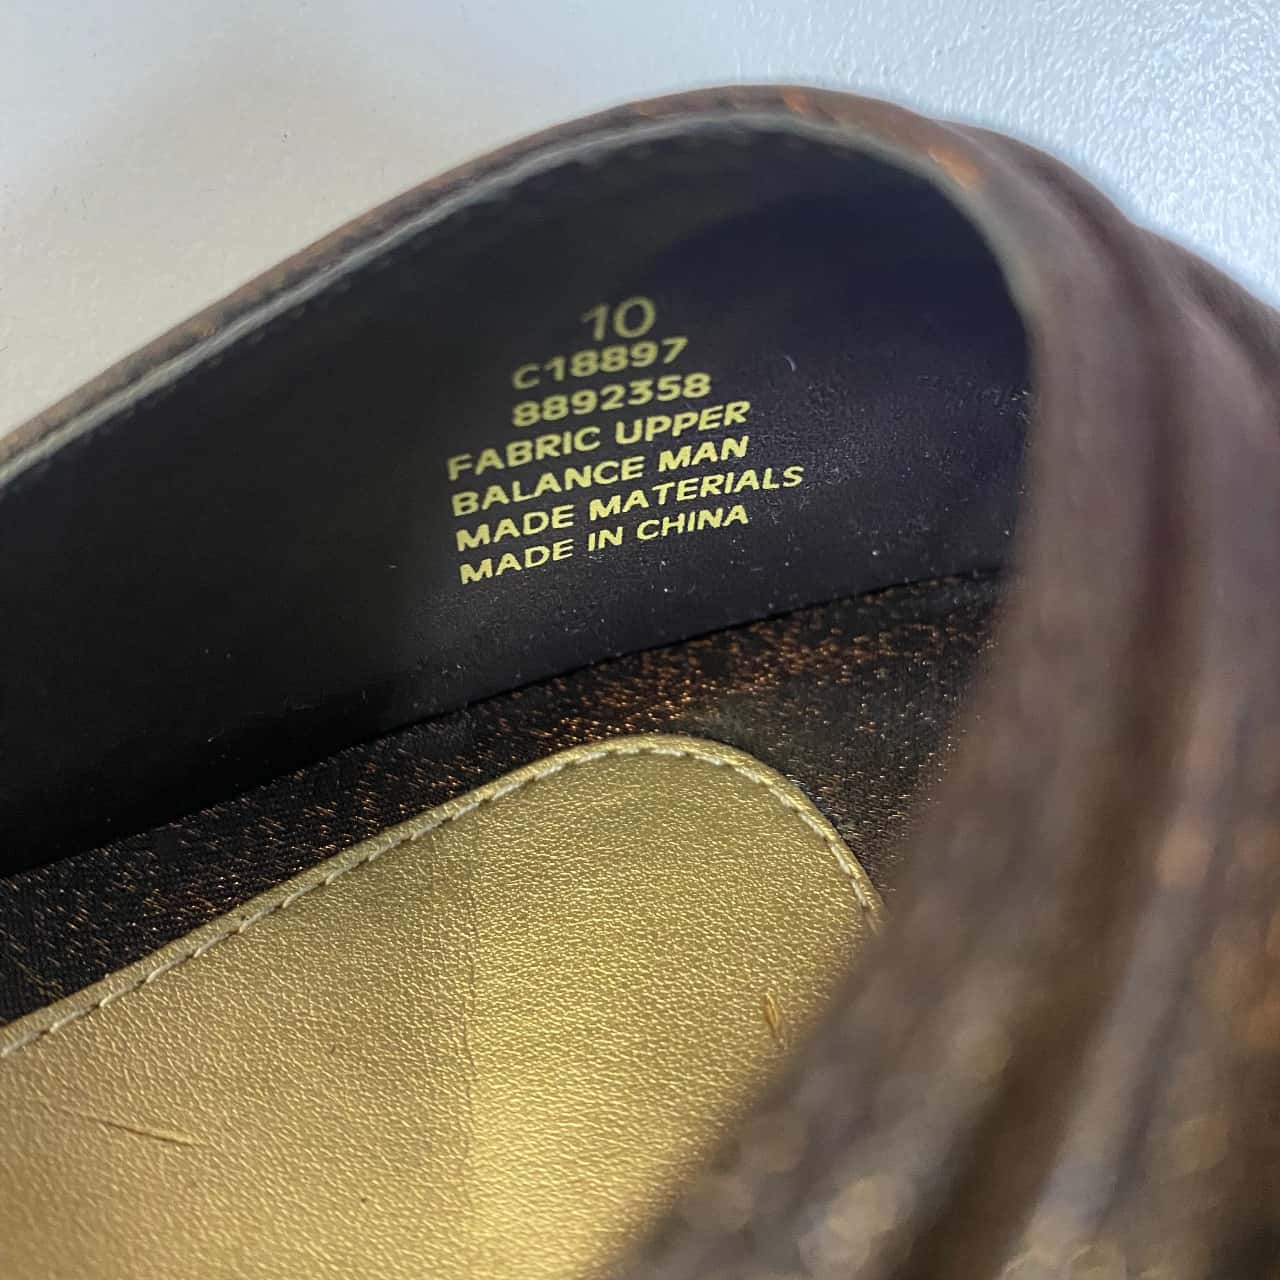 10
C18897
8892358
FABRIC UPPER
BALANCE MAN
MADE MATERIALS
MADE IN CHINA